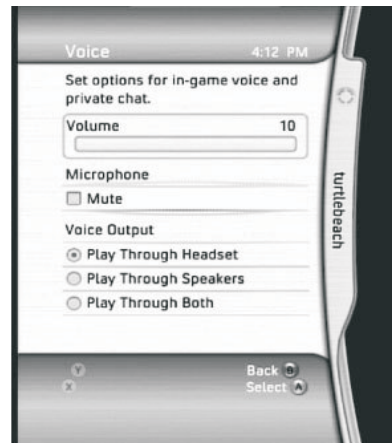 Voice 4:12 PM
Set options for in-game voice and
private chat.
Volume 10
Microphone
Mute
Voice Output
Play Through Headset
Play Through Speakers
Play Through Both
turtlebeach
Y
Back B
X
Select A